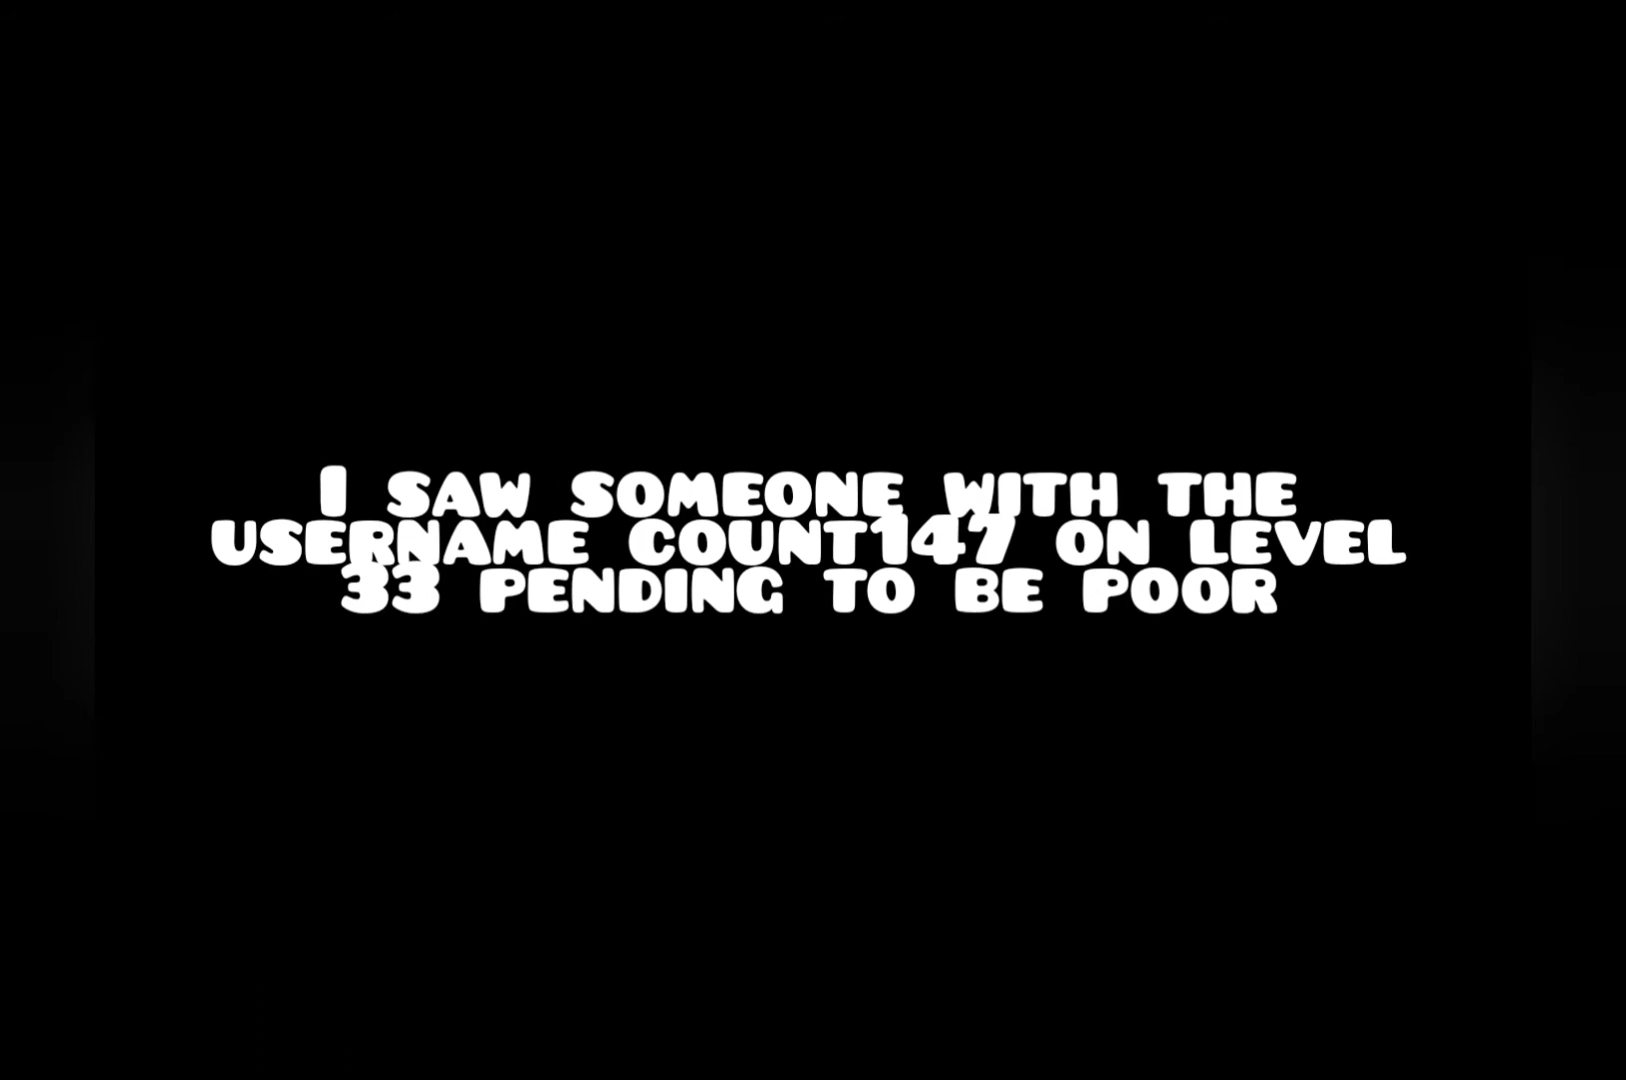 I SAW SOMEONE WITH THE
USERNAME COUNT147 ON LEVEL
33 PENDING TO BE POOR